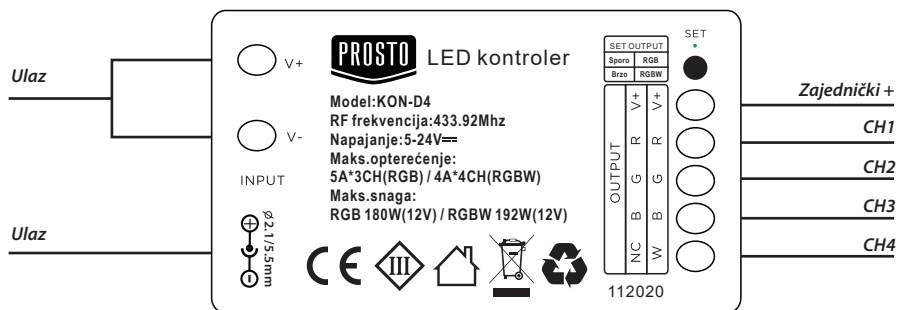 Ulaz
Ulaz
V+
V-
INPUT
⌀2.1/5.5mm
PROSTO LED kontroler
Model:KON-D4
RF frekvencija:433.92Mhz
Napajanje:5-24V⎓
Maks.opterećenje:
5A*3CH(RGB) / 4A*4CH(RGBW)
Maks.snaga:
RGB 180W(12V) / RGBW 192W(12V)
CE
III
SET OUTPUT
Sporo RGB
Brzo RGBW
SET
OUTPUT
V+ V+
R R
G G
B B
NC W
112020
Zajednički +
CH1
CH2
CH3
CH4